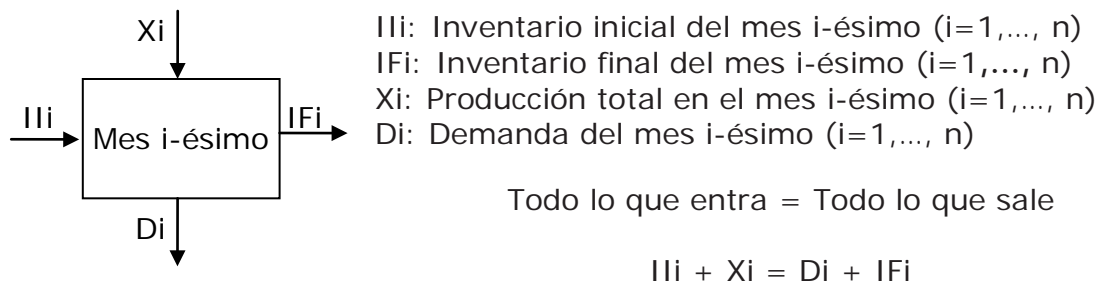 Xi
IIi
Mes i-ésimo
IFi
Di
IIi: Inventario inicial del mes i-ésimo (i=1,..., n)
IFi: Inventario final del mes i-ésimo (i=1,..., n)
Xi: Producción total en el mes i-ésimo (i=1,..., n)
Di: Demanda del mes i-ésimo (i=1,..., n)
Todo lo que entra = Todo lo que sale
IIi + Xi = Di + IFi